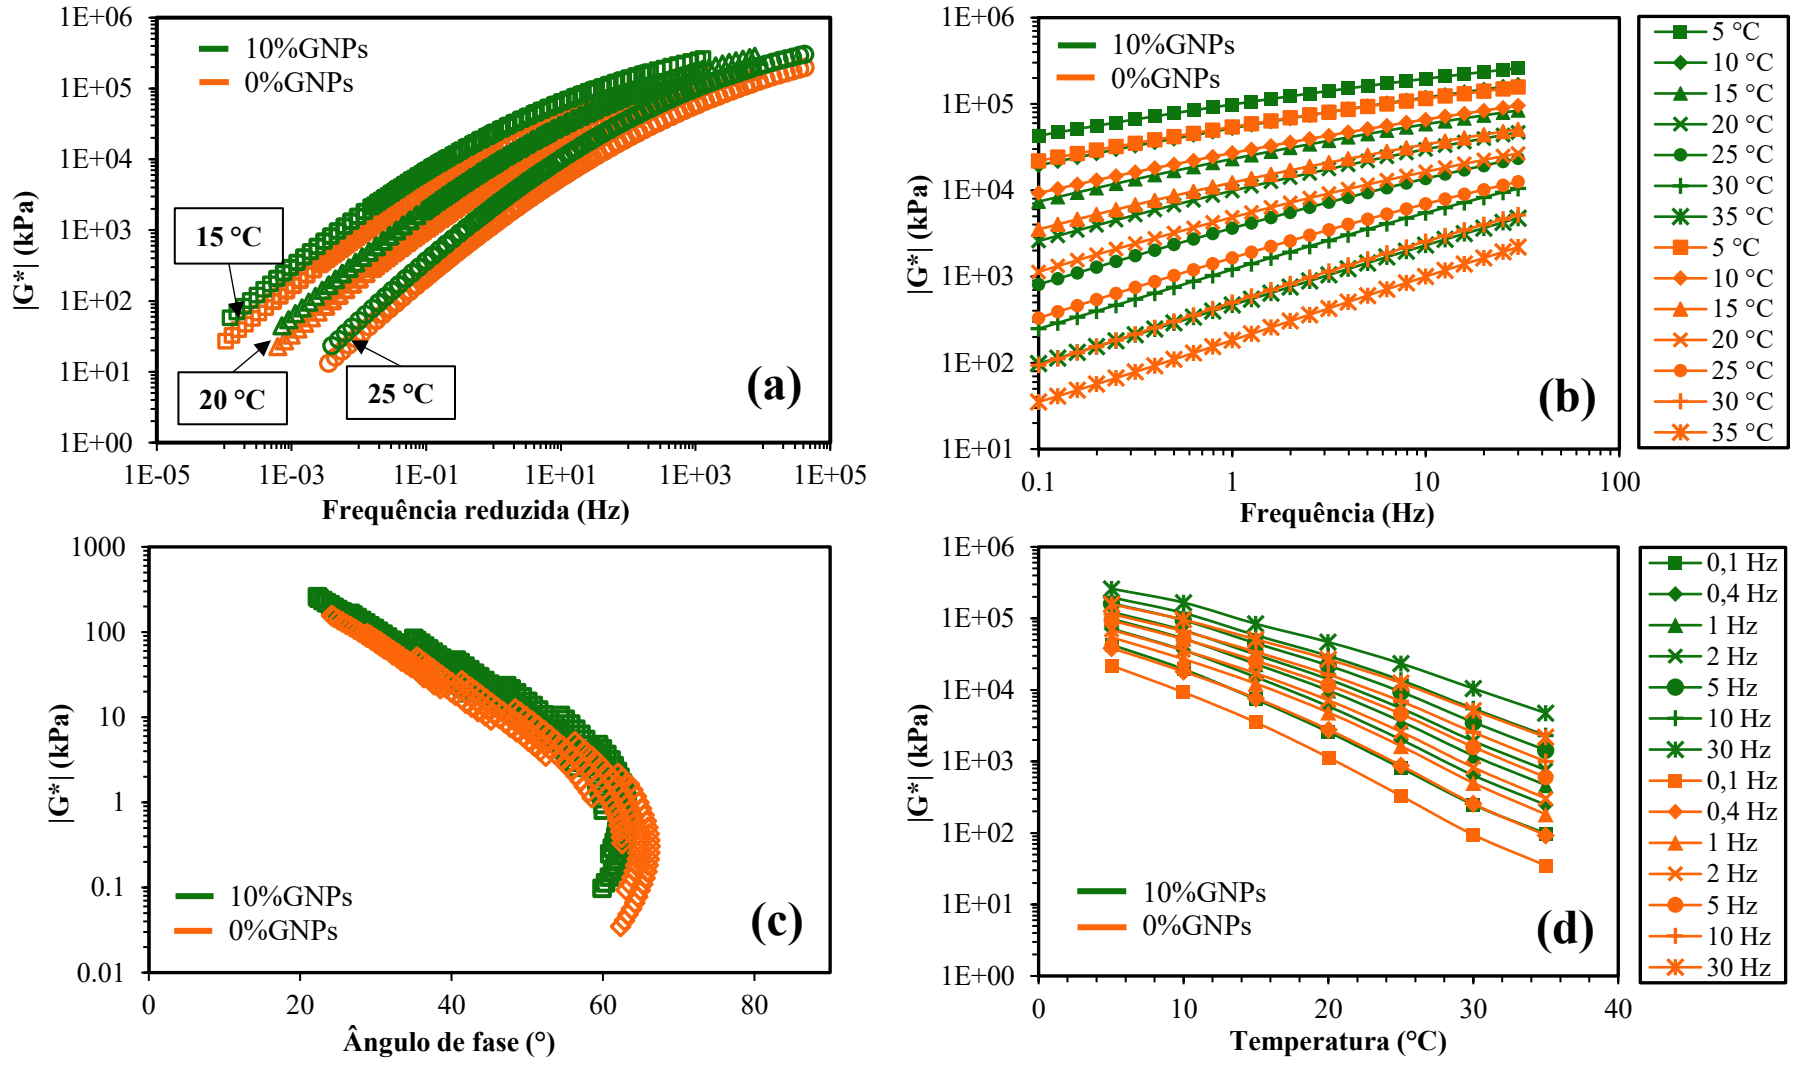 1E+06
1E+05
1E+04
1E+03
1E+02
1E+01
1E+00
|G*| (kPa)
10%GNPs
0%GNPs
15 °C
20 °C
25 °C
(a)
1E-05
1E-03
1E-01
1E+01
1E+03
1E+05
Frequência reduzida (Hz)
1E+06
1E+05
1E+04
1E+03
1E+02
1E+01
|G*| (kPa)
10%GNPs
0%GNPs
(b)
0.1
1
10
100
Frequência (Hz)
5 °C
10 °C
15 °C
20 °C
25 °C
30 °C
35 °C
5 °C
10 °C
15 °C
20 °C
25 °C
30 °C
35 °C
1000
100
10
1
0.1
0.01
|G*| (kPa)
10%GNPs
0%GNPs
(c)
0
20
40
60
80
Ângulo de fase (°)
1E+06
1E+05
1E+04
1E+03
1E+02
1E+01
1E+00
|G*| (kPa)
10%GNPs
0%GNPs
(d)
0
10
20
30
40
Temperatura (°C)
0,1 Hz
0,4 Hz
1 Hz
2 Hz
5 Hz
10 Hz
30 Hz
0,1 Hz
0,4 Hz
1 Hz
2 Hz
5 Hz
10 Hz
30 Hz